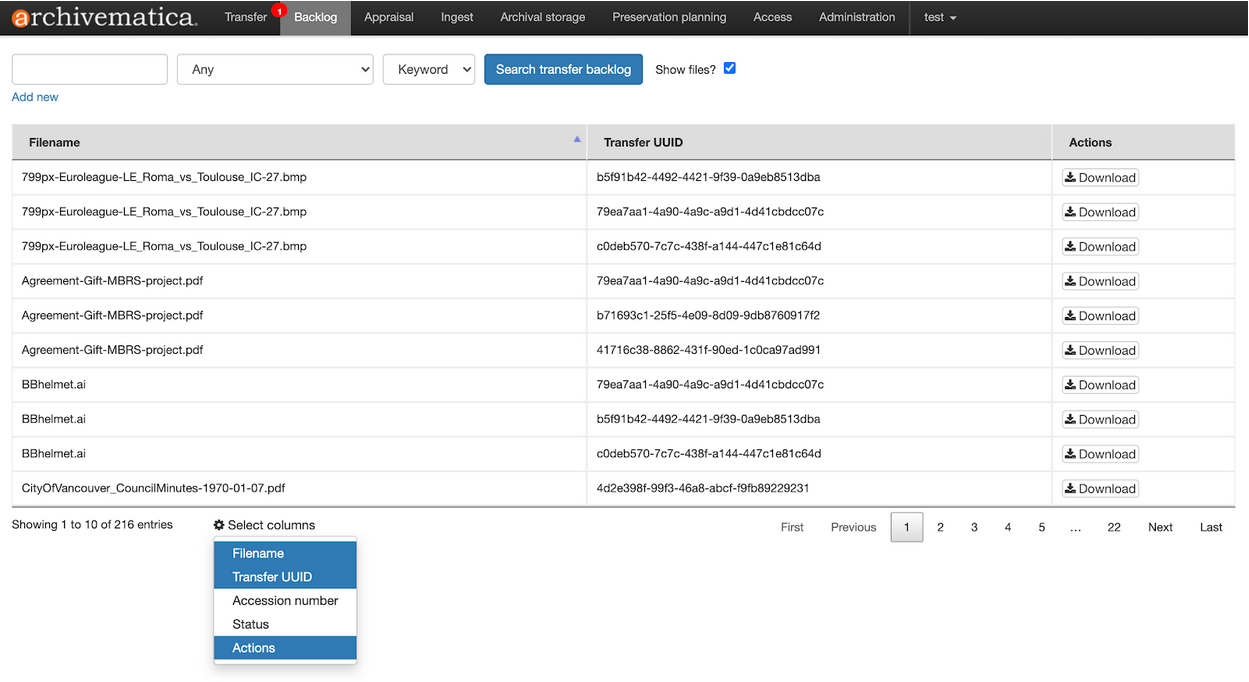 archivematica Transfer 1 Backlog Appraisal Ingest Archival storage Preservation planning Access Administration test
Any Keyword Search transfer backlog Show files?
Add new
Filename Transfer UUID Actions
799px-Euroleague-LE_Roma_vs_Toulouse_IC-27.bmp b5f91b42-4492-4421-9f39-0a9eb8513dba Download
799px-Euroleague-LE_Roma_vs_Toulouse_IC-27.bmp 79ea7aa1-4a90-4a9c-a9d1-4d41cbdcc07c Download
799px-Euroleague-LE_Roma_vs_Toulouse_IC-27.bmp c0deb570-7c7c-438f-a144-447c1e81c64d Download
Agreement-Gift-MBRS-project.pdf 79ea7aa1-4a90-4a9c-a9d1-4d41cbdcc07c Download
Agreement-Gift-MBRS-project.pdf b71693c1-25f5-4e09-8d09-9db8760917f2 Download
Agreement-Gift-MBRS-project.pdf 41716c38-8862-431f-90ed-1c0ca97ad991 Download
BBhelmet.ai 79ea7aa1-4a90-4a9c-a9d1-4d41cbdcc07c Download
BBhelmet.ai b5f91b42-4492-4421-9f39-0a9eb8513dba Download
BBhelmet.ai c0deb570-7c7c-438f-a144-447c1e81c64d Download
CityOfVancouver_CouncilMinutes-1970-01-07.pdf 4d2e398f-99f3-46a8-abcf-f9fb89229231 Download
Showing 1 to 10 of 216 entries Select columns First Previous 1 2 3 4 5 ... 22 Next Last
Filename
Transfer UUID
Accession number
Status
Actions